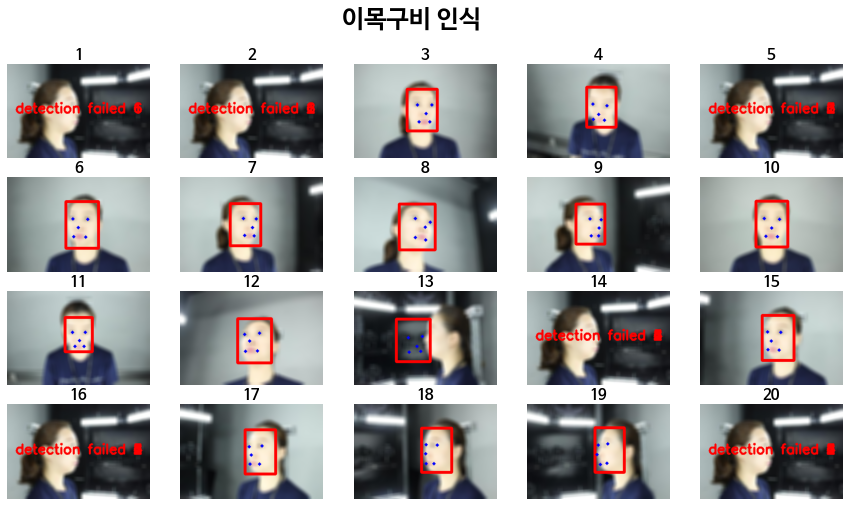 이목구비 인식
1 2 3 4 5
detection failed
detection failed
detection failed
6 7 8 9 10
11 12 13 14 15
detection failed
16 17 18 19 20
detection failed
detection failed